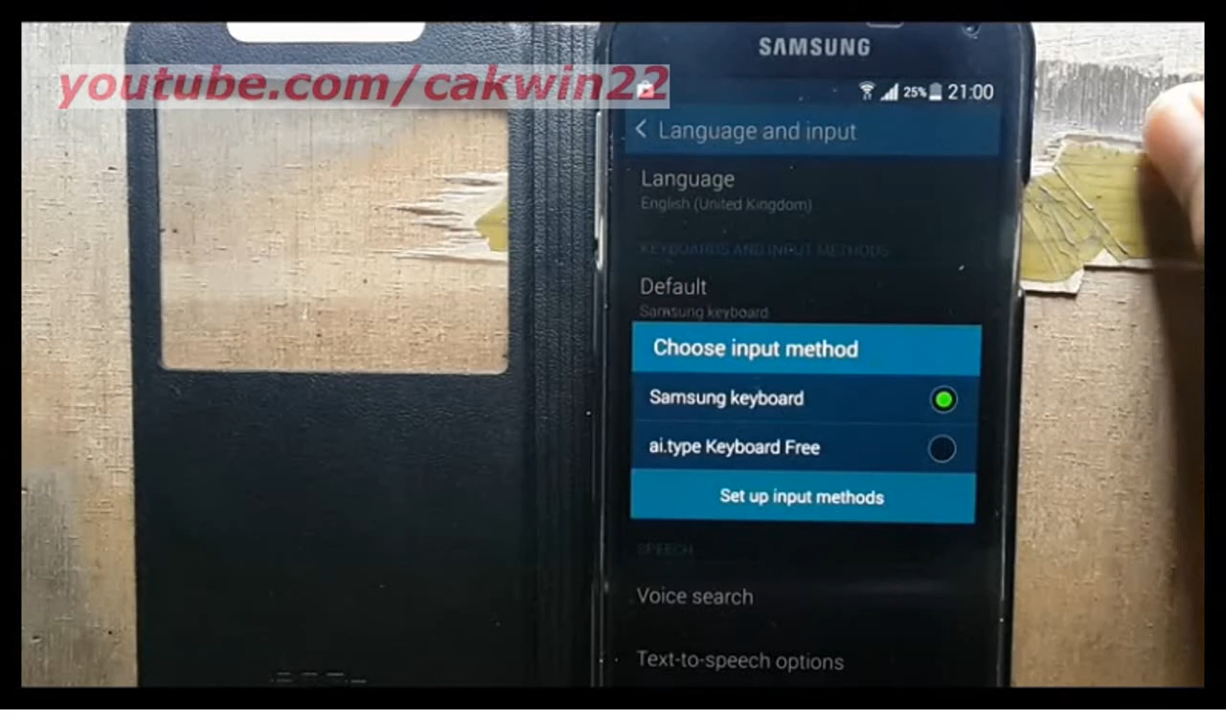 SAMSUNG
youtube.com/cakwin22
25% 21:00
Language and input
Language
English (United Kingdom)
KEYBOARDS AND INPUT METHODS
Default
Samsung keyboard
Choose input method
Samsung keyboard
ai.type Keyboard Free
Set up input methods
SPEECH
Voice search
Text-to-speech options